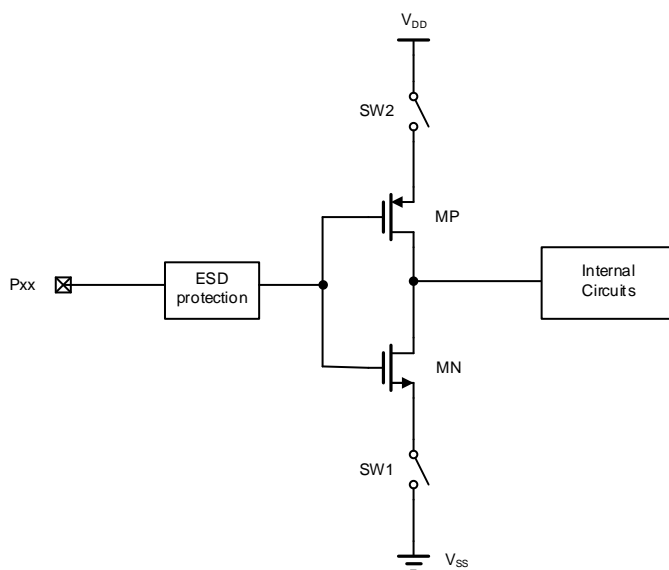 VDD
SW2
MP
Pxx
ESD
protection
Internal
Circuits
MN
SW1
VSS